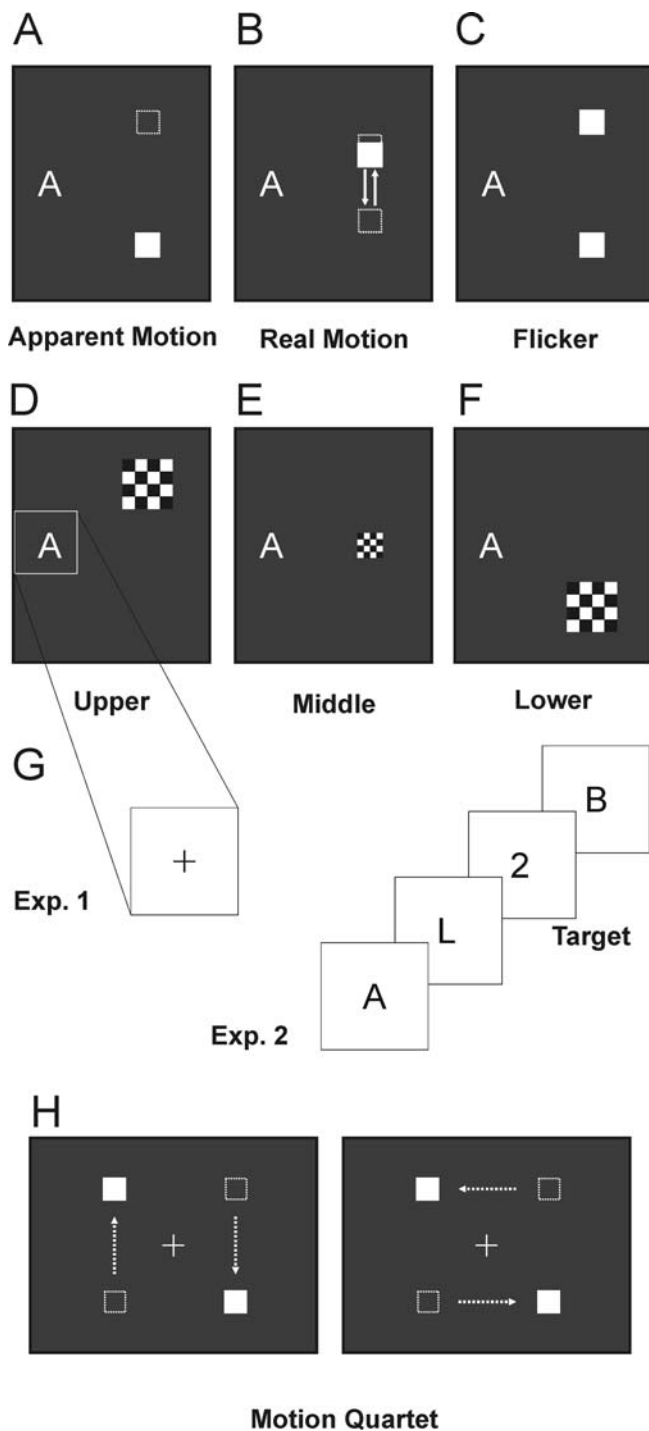 A B C
A A A
Apparent Motion Real Motion Flicker
D E F
A A A
Upper Middle Lower
G
B
2
Exp. 1
L
Target
A
Exp. 2
H
Motion Quartet